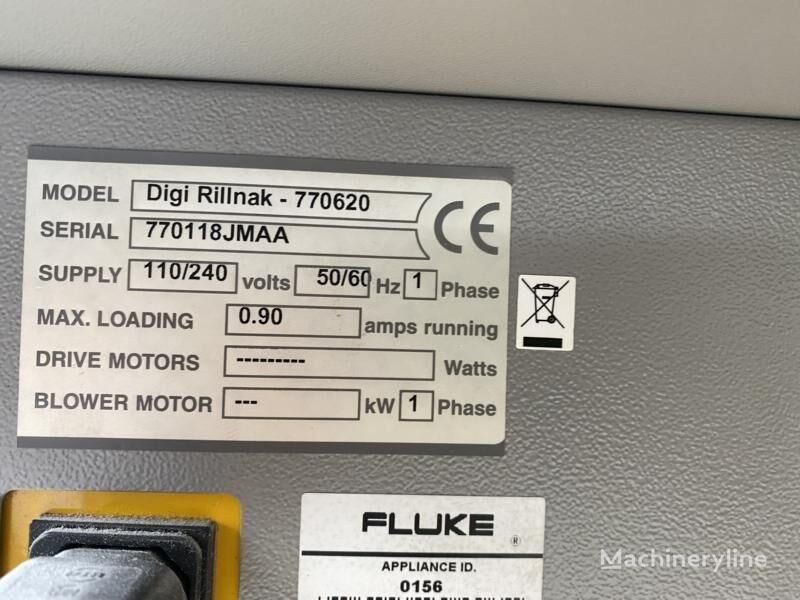 MODEL Digi Rillnak - 770620
SERIAL 770118JMAA
CE
SUPPLY 110/240 volts 50/60 Hz 1 Phase
MAX. LOADING 0.90 amps running
DRIVE MOTORS --------- Watts
BLOWER MOTOR --- kW 1 Phase
FLUKE ®
APPLIANCE ID.
0156
Machineryline